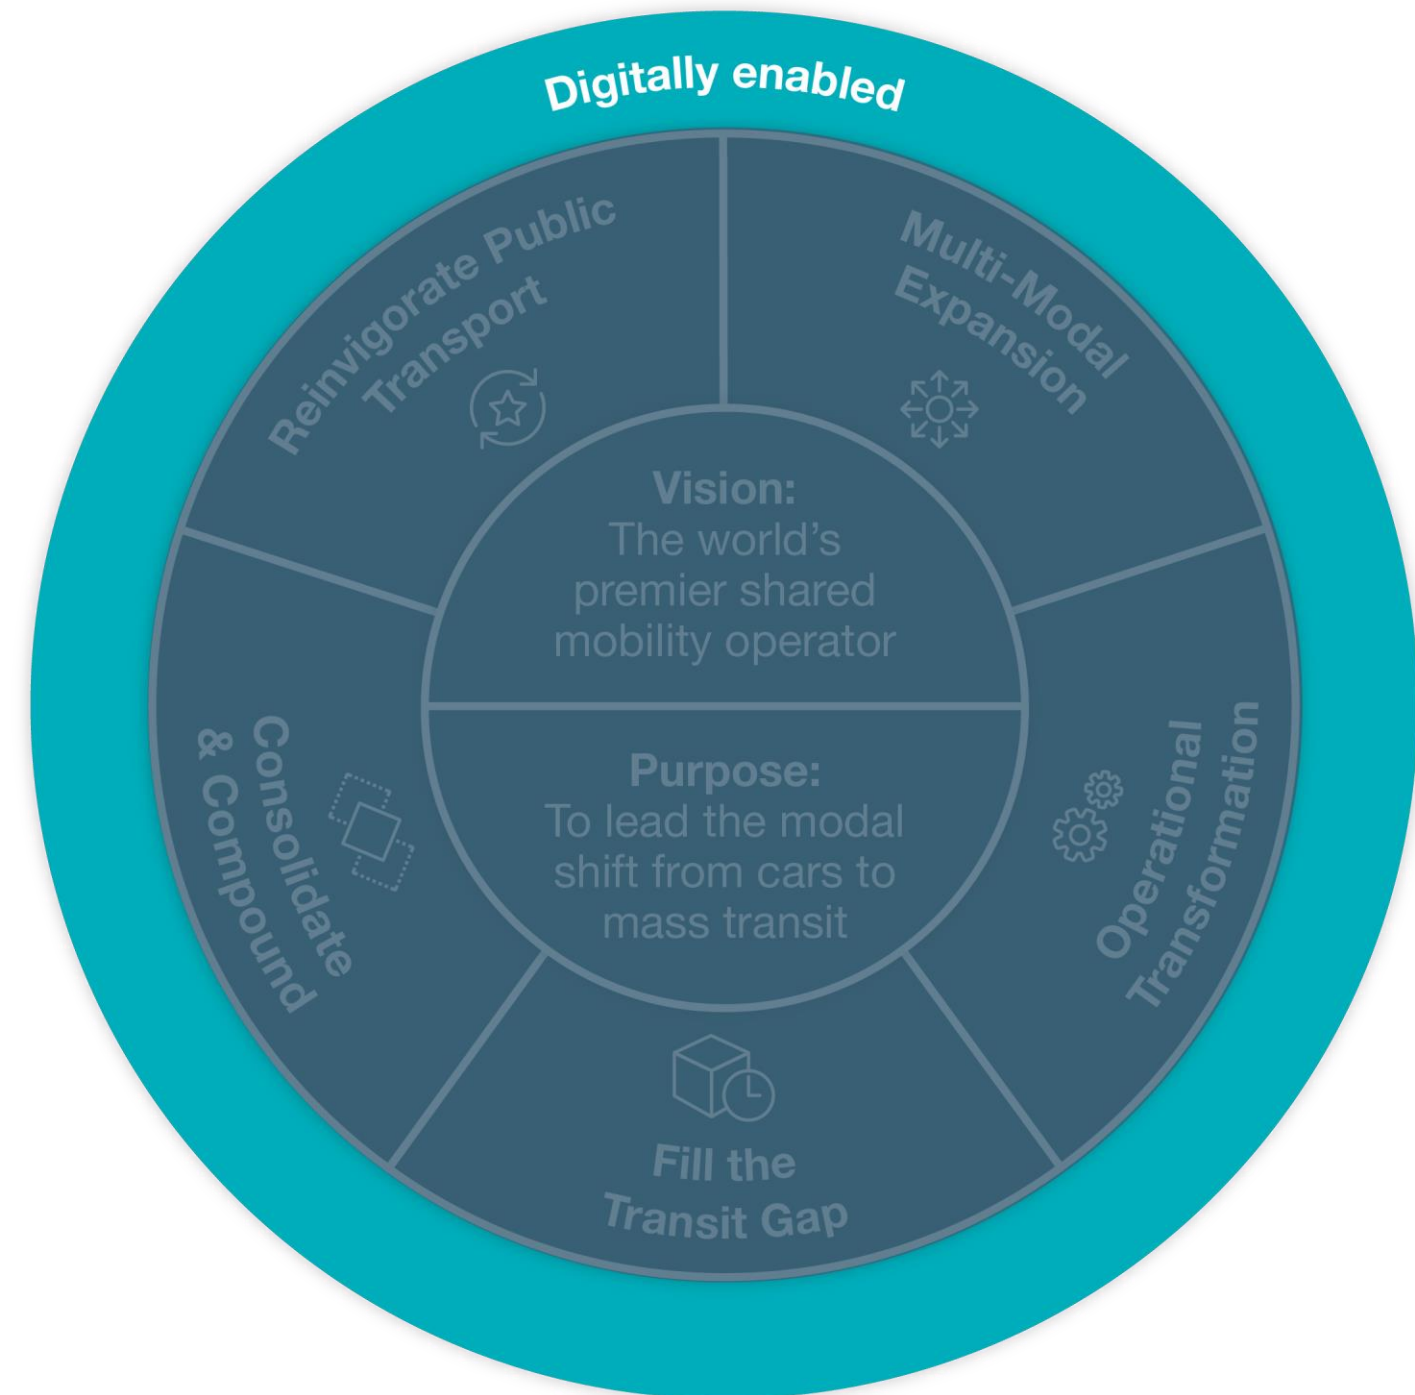 Digitally enabled
Reinvigorate Public
Transport
Multi-Modal
Expansion
Vision:
The world’s
premier shared
mobility operator
Purpose:
To lead the modal
shift from cars to
mass transit
Consolidate
& Compound
Operational
Transformation
Fill the
Transit Gap